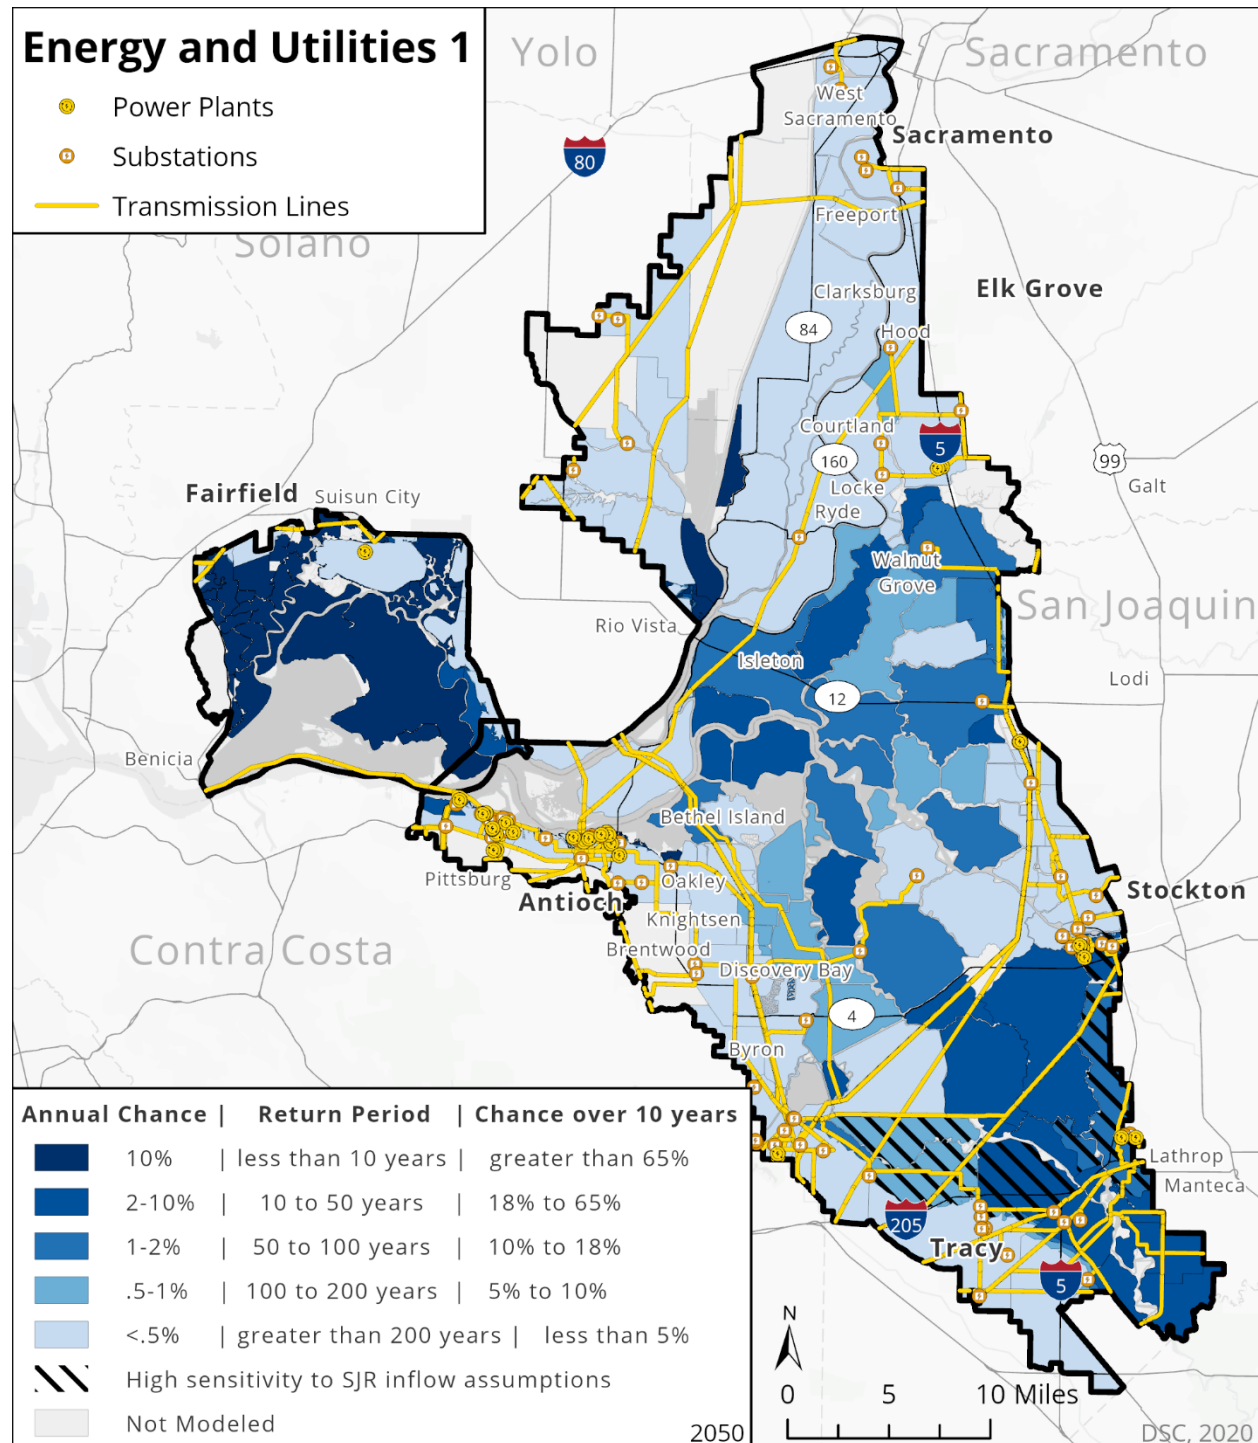 Energy and Utilities 1
Power Plants
Substations
Transmission Lines
Yolo
Sacramento
80
Solano
West
Sacramento
Sacramento
Freeport
Clarksburg
Elk Grove
84
Hood
Courtland
5
160
99
Locke
Galt
Ryde
Fairfield
Suisun City
Walnut
Grove
San Joaquin
Rio Vista
Isleton
Lodi
12
Benicia
Bethel Island
Pittsburg
Oakley
Antioch
Stockton
Knightsen
Brentwood
Contra Costa
Discovery Bay
4
Byron
Lathrop
Manteca
205
Tracy
5
Annual Chance | Return Period | Chance over 10 years
10% | less than 10 years | greater than 65%
2-10% | 10 to 50 years | 18% to 65%
1-2% | 50 to 100 years | 10% to 18%
.5-1% | 100 to 200 years | 5% to 10%
<.5% | greater than 200 years | less than 5%
High sensitivity to SJR inflow assumptions
Not Modeled
2050
N
0 5 10 Miles
DSC, 2020